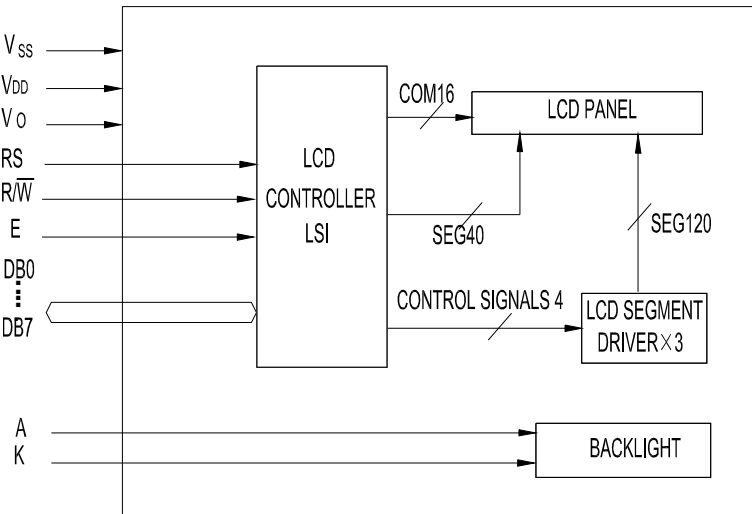 VSS
VDD
VO
RS
R/W̅
E
DB0
DB7
A
K
LCD
CONTROLLER
LSI
COM16
LCD PANEL
SEG40
SEG120
CONTROL SIGNALS 4
LCD SEGMENT
DRIVER×3
BACKLIGHT